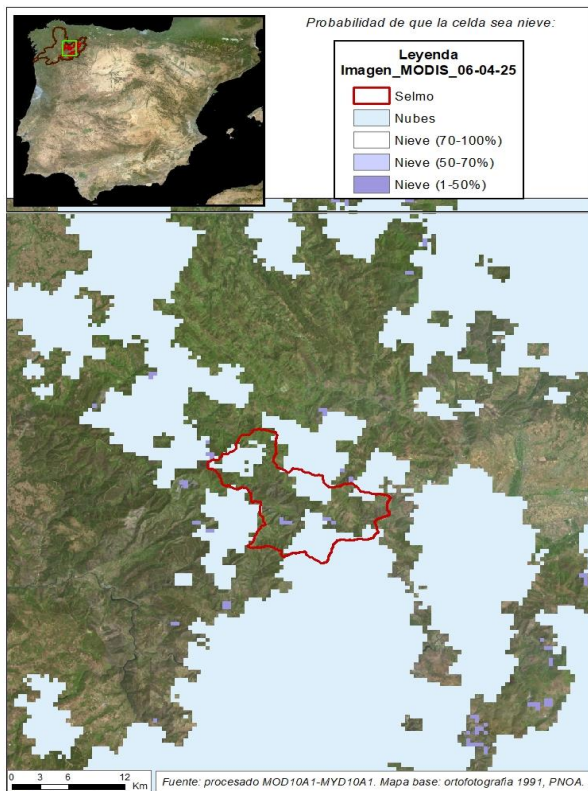 Probabilidad de que la celda sea nieve:
Leyenda
Imagen_MODIS_06-04-25
Selmo
Nubes
Nieve (70-100%)
Nieve (50-70%)
Nieve (1-50%)
0 3 6 12
Km
Fuente: procesado MOD10A1-MYD10A1. Mapa base: ortofotografía 1991, PNOA.